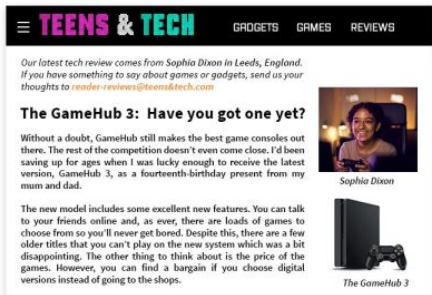 TEENS & TECH
GADGETS GAMES REVIEWS
Our latest tech review comes from Sophia Dixon in Leeds, England.
If you have something to say about games or gadgets, send us your
thoughts to reader-reviews@teens&tech.com
The GameHub 3: Have you got one yet?
Without a doubt, GameHub still makes the best game consoles out
there. The rest of the competition doesn't even come close. I'd been
saving up for ages when I was lucky enough to receive the latest
version, GameHub 3, as a fourteenth-birthday present from my
mum and dad.
Sophia Dixon
The new model includes some excellent new features. You can talk
to your friends online and, as ever, there are loads of games to
choose from so you'll never get bored. Despite this, there are a few
older titles that you can't play on the new system which was a bit
disappointing. The other thing to think about is the price of the
games. However, you can find a bargain if you choose digital
versions instead of going to the shops.
The GameHub 3